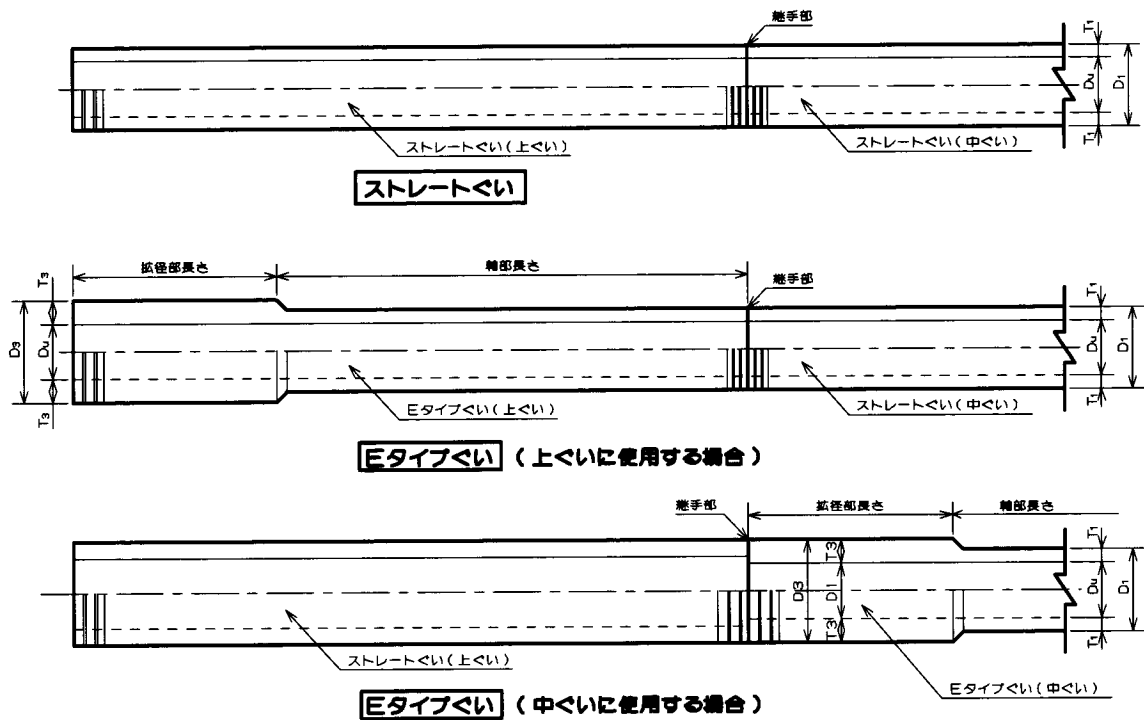 継手部
T1
Du
D1
T1
ストレートぐい(上ぐい)
ストレートぐい(中ぐい)
ストレートぐい
拡径部長さ
軸部長さ
継手部
T3
Du
D3
T3
T1
Du
D1
T1
Eタイプぐい(上ぐい)
ストレートぐい(中ぐい)
Eタイプぐい (上ぐいに使用する場合)
継手部
拡径部長さ
軸部長さ
T3
D3
D1
T3
T1
Du
D1
T1
ストレートぐい(上ぐい)
Eタイプぐい(中ぐい)
Eタイプぐい (中ぐいに使用する場合)